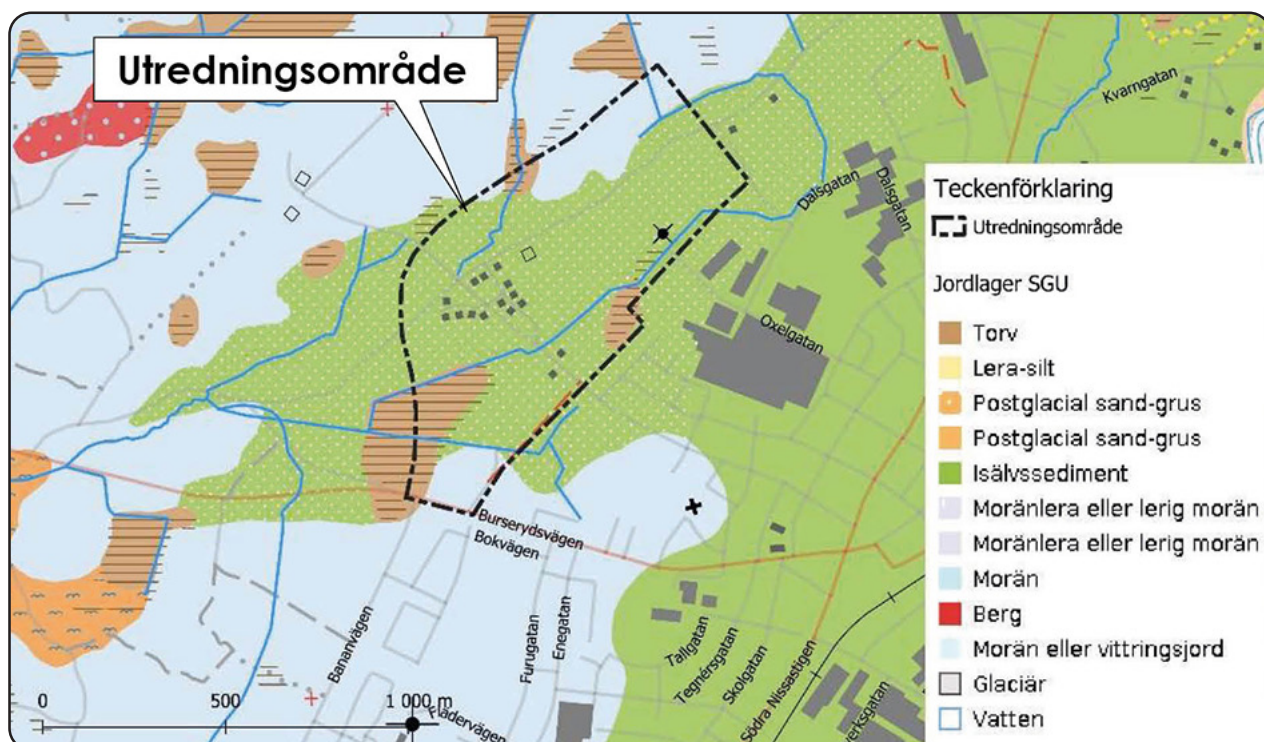 Utredningsområde
Kvarngatan
Dalsgatan
Dalsgatan
Oxelgatan
Burserydsvägen
Bokvägen
Bananvägen
Furugatan
Enegatan
Tallgatan
Tegnérsgatan
Skolgatan
Södra Nissastigen
verksgatan
Flädervägen
0 500 1 000 m
Teckenförklaring
Utredningsområde
Jordlager SGU
Torv
Lera-silt
Postglacial sand-grus
Postglacial sand-grus
Isälvssediment
Moränlera eller lerig morän
Moränlera eller lerig morän
Morän
Berg
Morän eller vittringsjord
Glaciär
Vatten